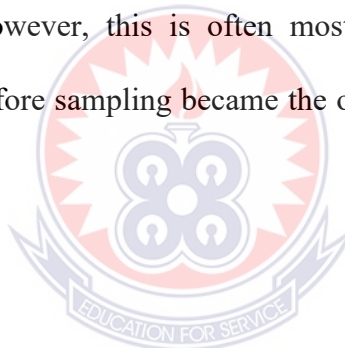 owever, this is often most
fore sampling became the o
EDUCATION FOR SERVICE